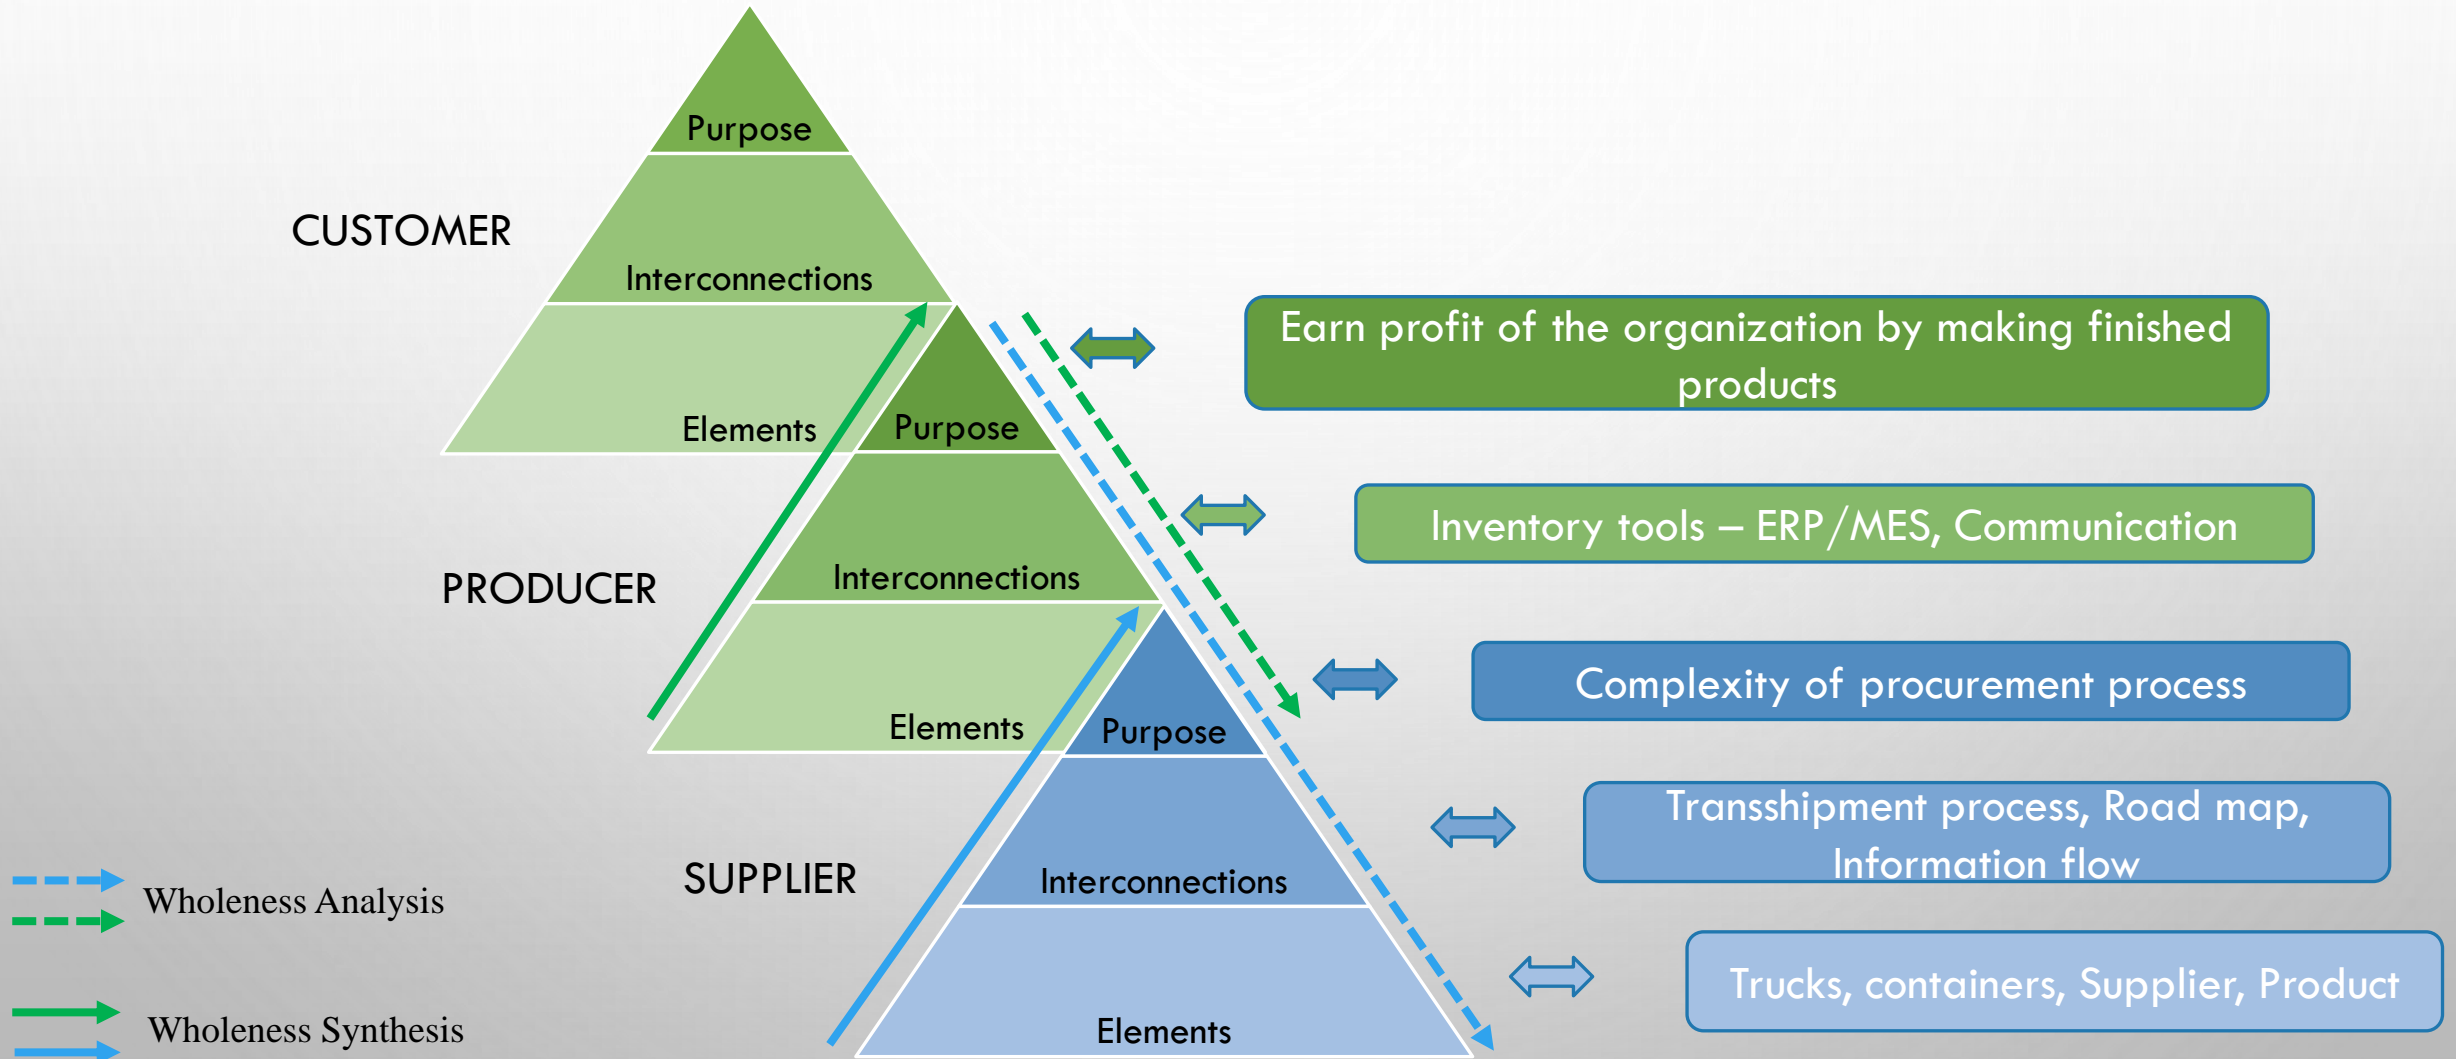 Purpose
CUSTOMER
Interconnections
Elements
Purpose
PRODUCER
Interconnections
Elements
Purpose
SUPPLIER
Interconnections
Elements
Earn profit of the organization by making finished
products
Inventory tools – ERP/MES, Communication
Complexity of procurement process
Transshipment process, Road map,
Information flow
Trucks, containers, Supplier, Product
Wholeness Analysis
Wholeness Synthesis